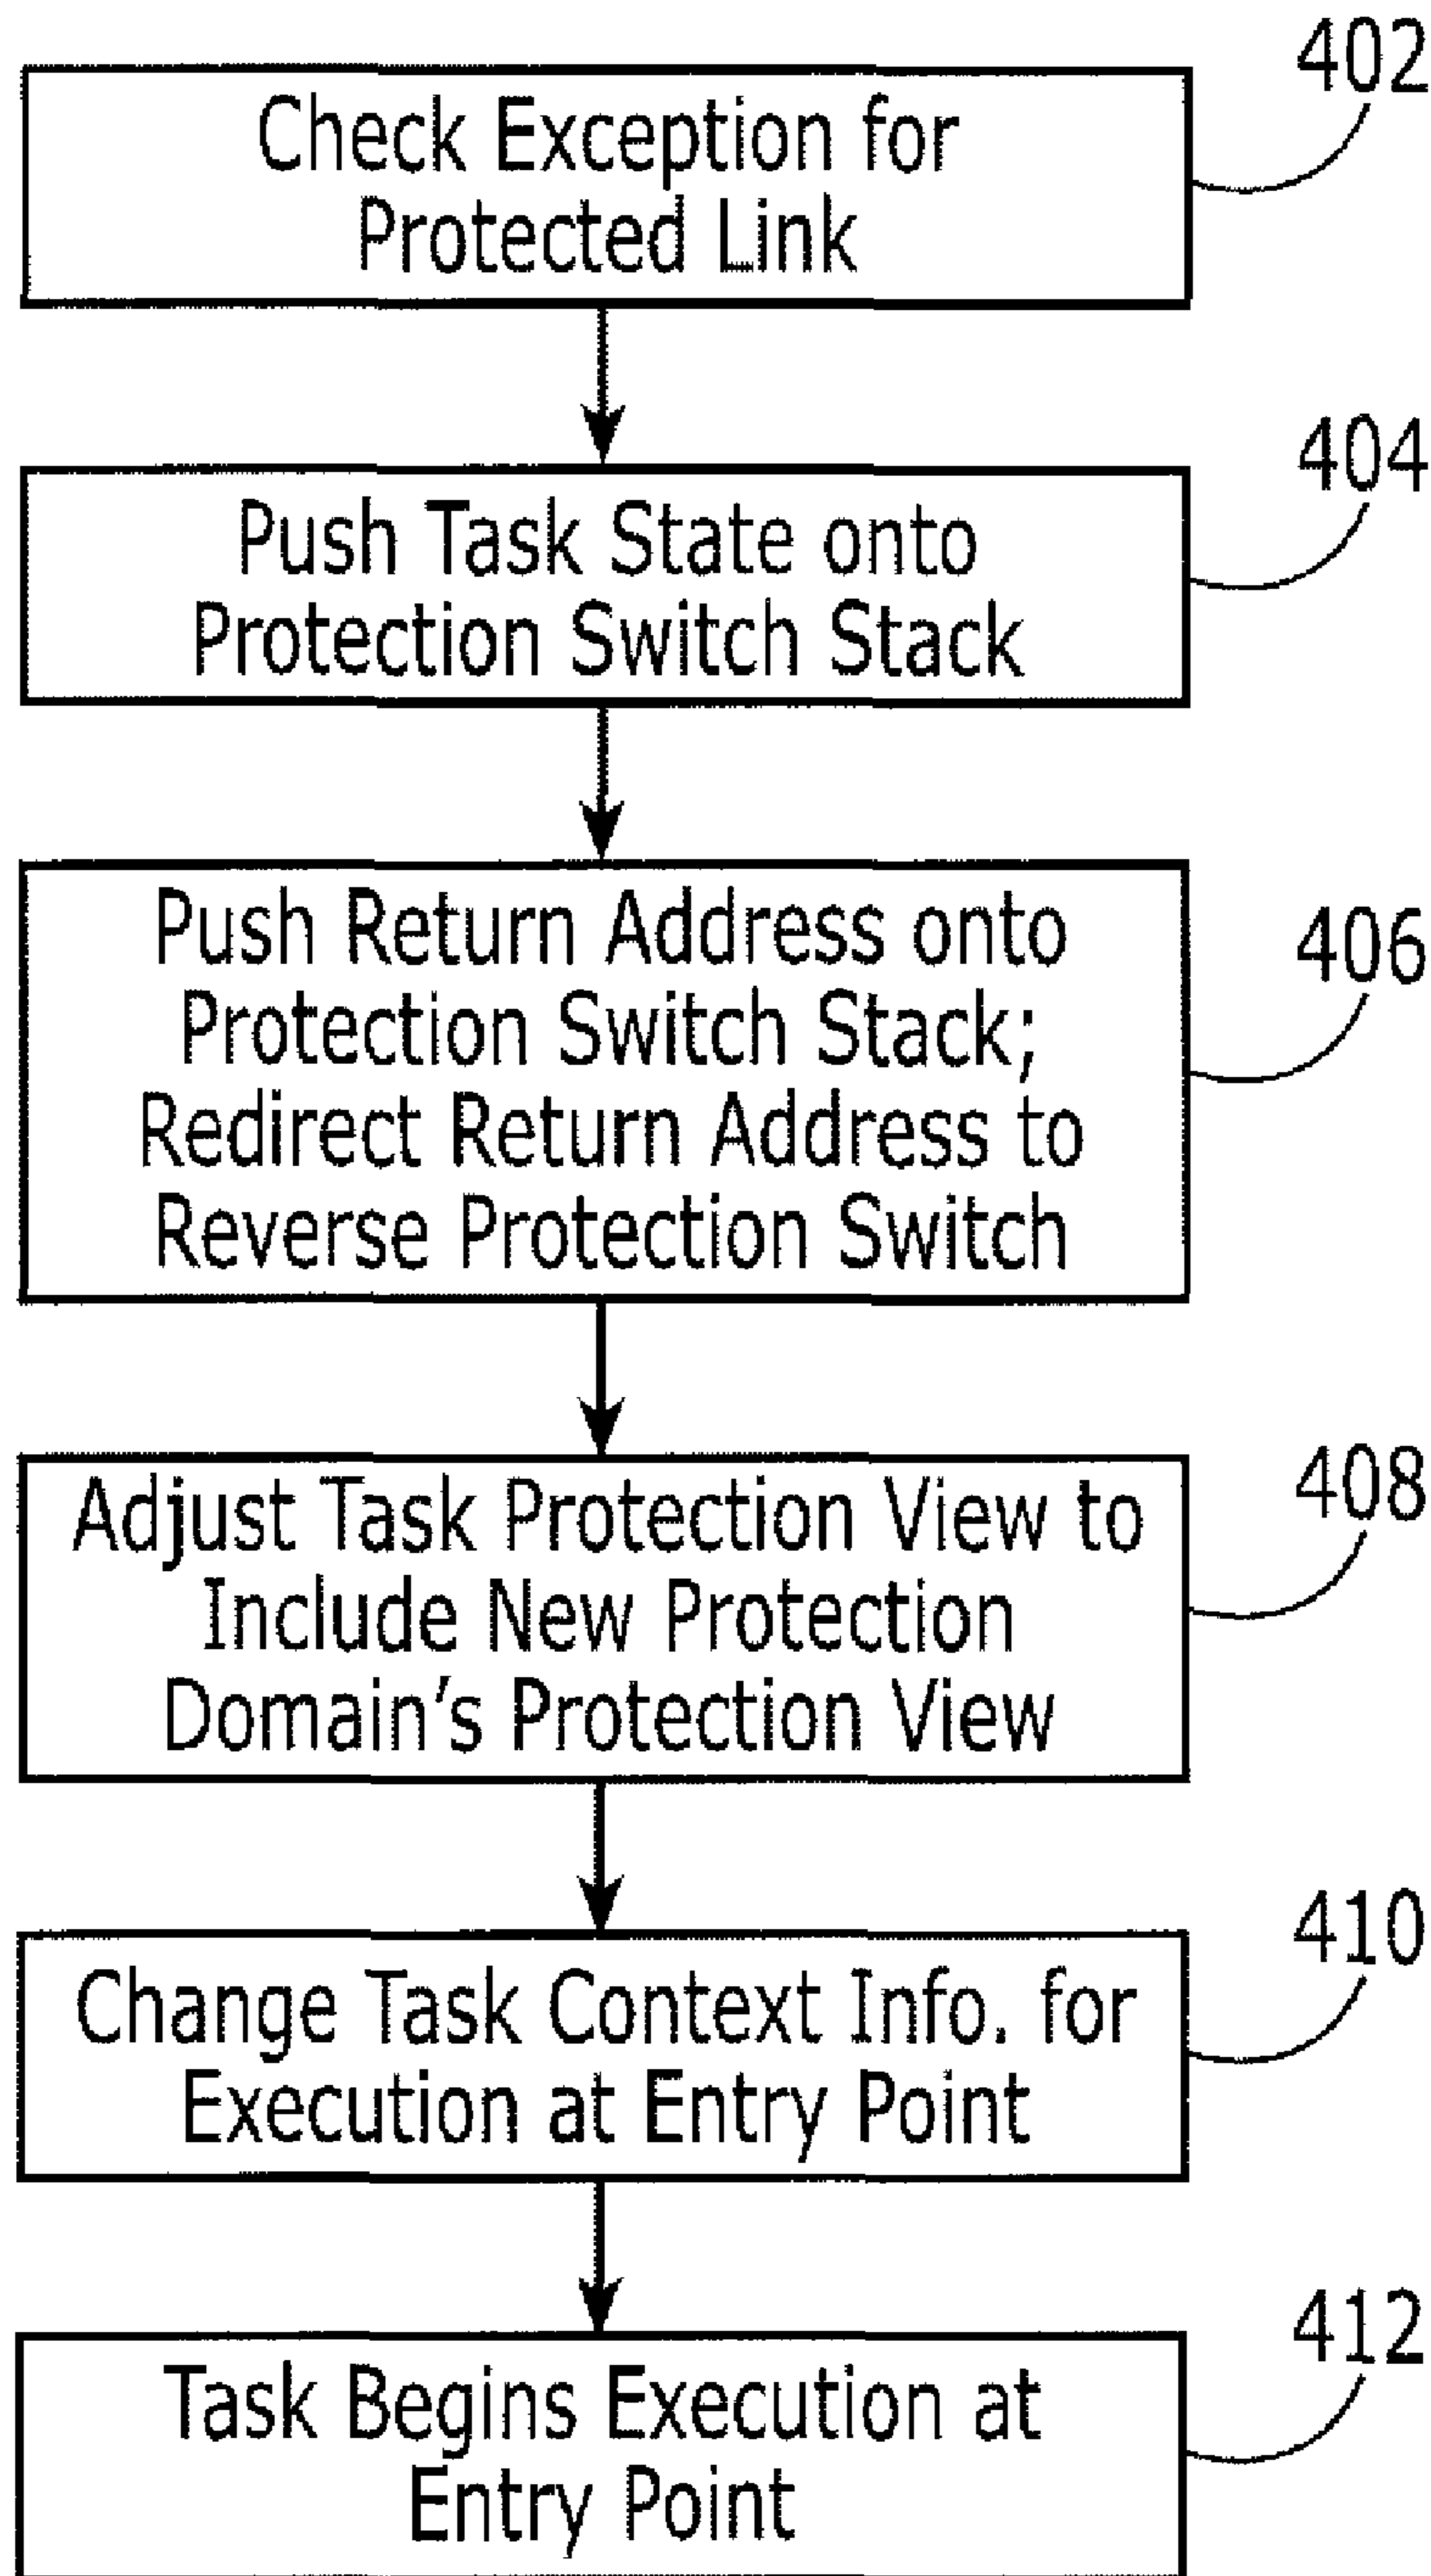 402
Check Exception for
Protected Link
404
Push Task State onto
Protection Switch Stack
406
Push Return Address onto
Protection Switch Stack;
Redirect Return Address to
Reverse Protection Switch
408
Adjust Task Protection View to
Include New Protection
Domain's Protection View
410
Change Task Context Info. for
Execution at Entry Point
412
Task Begins Execution at
Entry Point